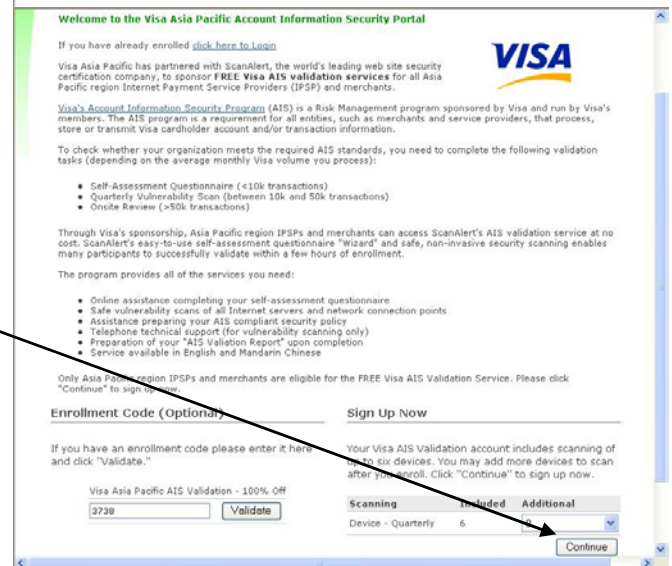 Welcome to the Visa Asia Pacific Account Information Security Portal
If you have already enrolled click here to Login
VISA
Visa Asia Pacific has partnered with ScanAlert, the world's leading web site security
certification company, to sponsor FREE Visa AIS validation services for all Asia
Pacific region Internet Payment Service Providers (IPSP) and merchants.
Visa's Account Information Security Program (AIS) is a Risk Management program sponsored by Visa and run by Visa's
members. The AIS program is a requirement for all entities, such as merchants and service providers, that process,
store or transmit Visa cardholder account and/or transaction information.
To check whether your organization meets the required AIS standards, you need to complete the following validation
tasks (depending on the average monthly Visa volume you process):
• Self-Assessment Questionnaire (<10k transactions)
• Quarterly Vulnerability Scan (between 10k and 50k transactions)
• Onsite Review (>50k transactions)
Through Visa's sponsorship, Asia Pacific region IPSPs and merchants can access ScanAlert's AIS validation service at no
cost. ScanAlert's easy-to-use self-assessment questionnaire "Wizard" and safe, non-invasive security scanning enables
many participants to successfully validate within a few hours of enrollment.
The program provides all of the services you need:
• Online assistance completing your self-assessment questionnaire
• Safe vulnerability scans of all Internet servers and network connection points
• Assistance preparing your AIS compliant security policy
• Telephone technical support (for vulnerability scanning only)
• Preparation of your "AIS Valiation Report" upon completion
• Service available in English and Mandarin Chinese
Only Asia Pacific region IPSPs and merchants are eligible for the FREE Visa AIS Validation Service. Please click
"Continue" to sign up now.
Enrollment Code (Optional)
If you have an enrollment code please enter it here
and click "Validate."
Visa Asia Pacific AIS Validation - 100% Off
3738 Validate
Sign Up Now
Your Visa AIS Validation account includes scanning of
up to six devices. You may add more devices to scan
after you enroll. Click "Continue" to sign up now.
Scanning Included Additional
Device - Quarterly 6 0
Continue